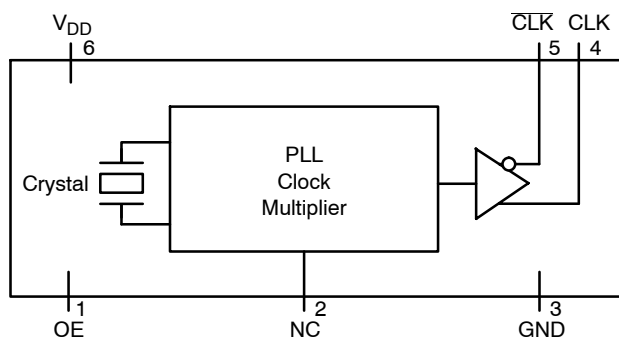 VDD
6
CLK CLK
5 4
Crystal
PLL
Clock
Multiplier
1
OE
2
NC
3
GND